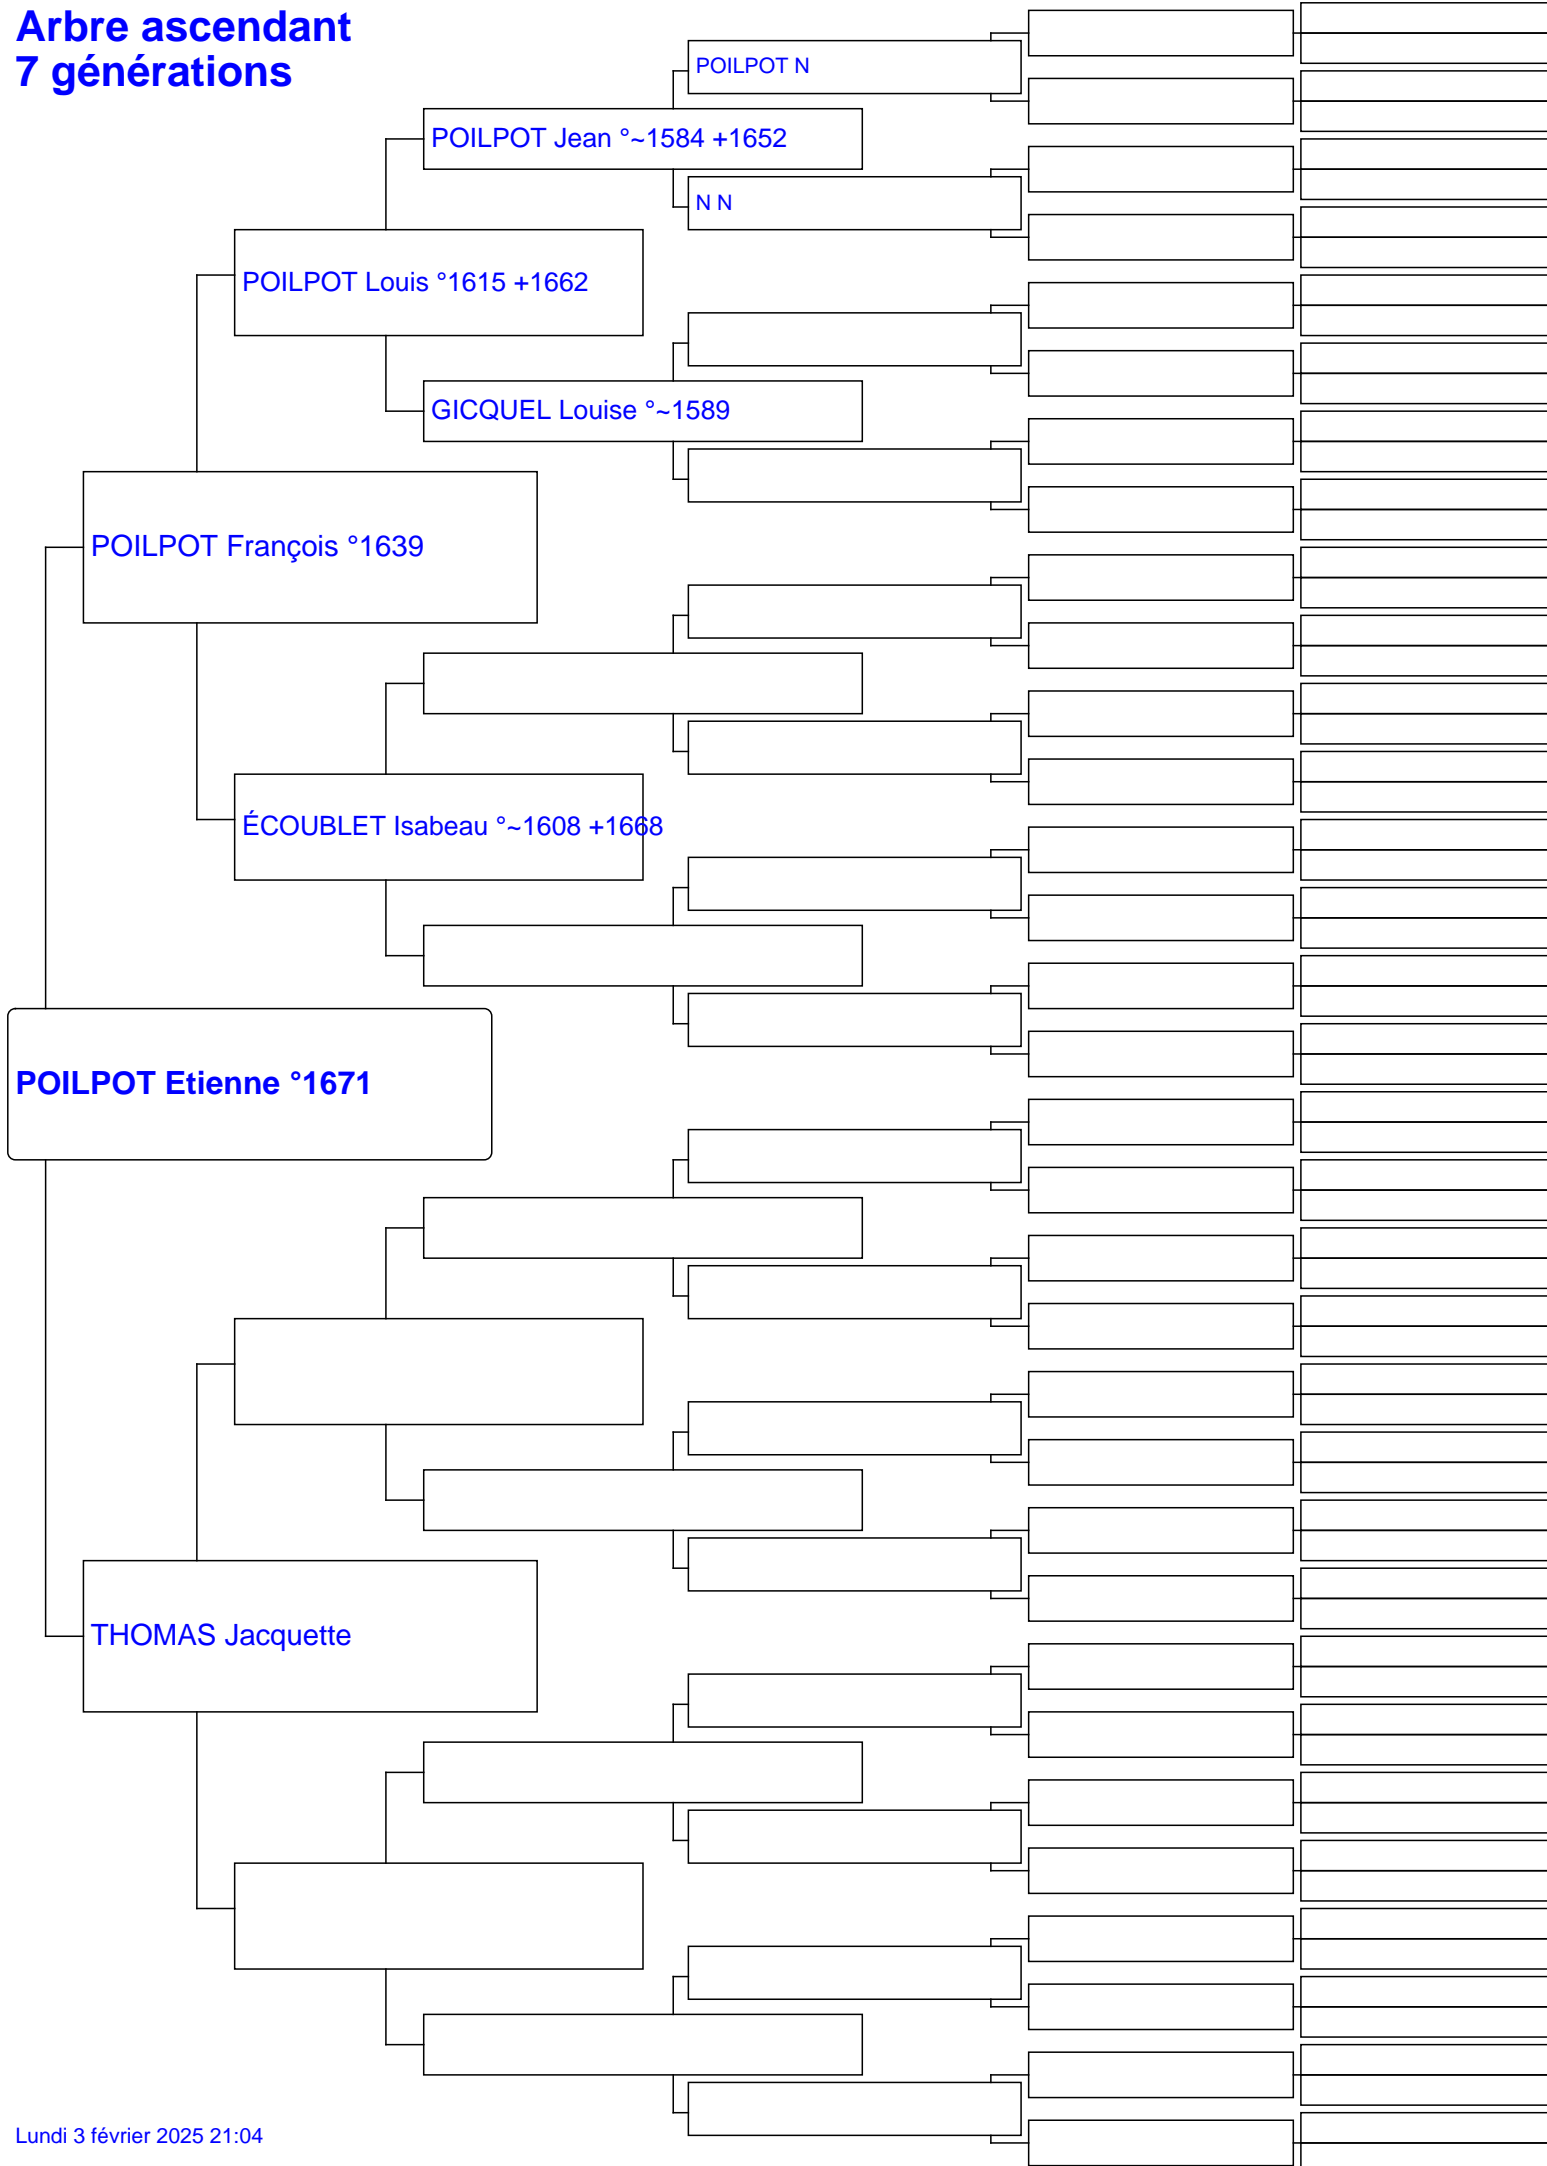 Arbre ascendant
7 générations
POILPOT N
POILPOT Jean °~1584 +1652
N N
POILPOT Louis °1615 +1662
GICQUEL Louise °~1589
POILPOT François °1639
ÉCOUBLET Isabeau °~1608 +1668
POILPOT Etienne °1671
THOMAS Jacquette
Lundi 3 février 2025 21:04